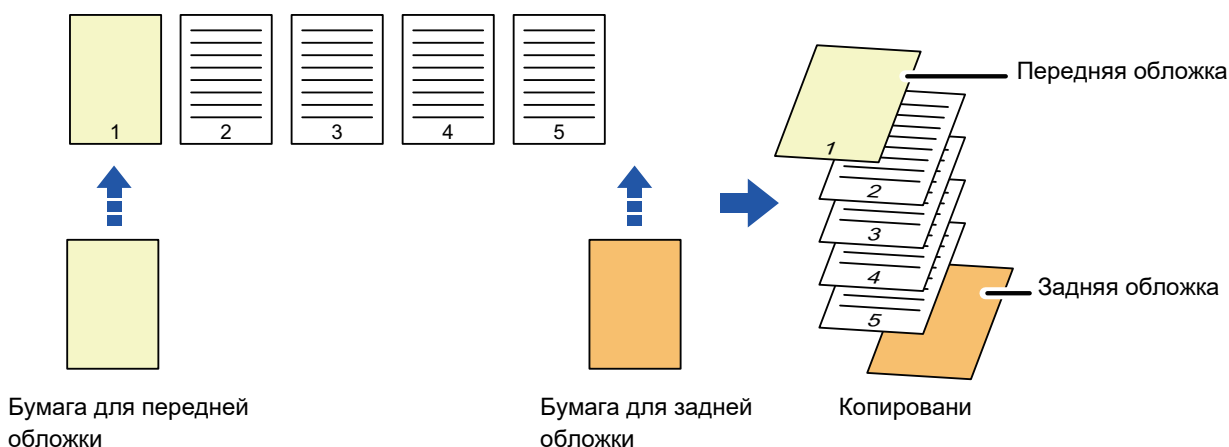 1 2 3 4 5
Передняя обложка
1
2
3
4
5
Задняя обложка
Бумага для передней
обложки
Бумага для задней
обложки
Копировани